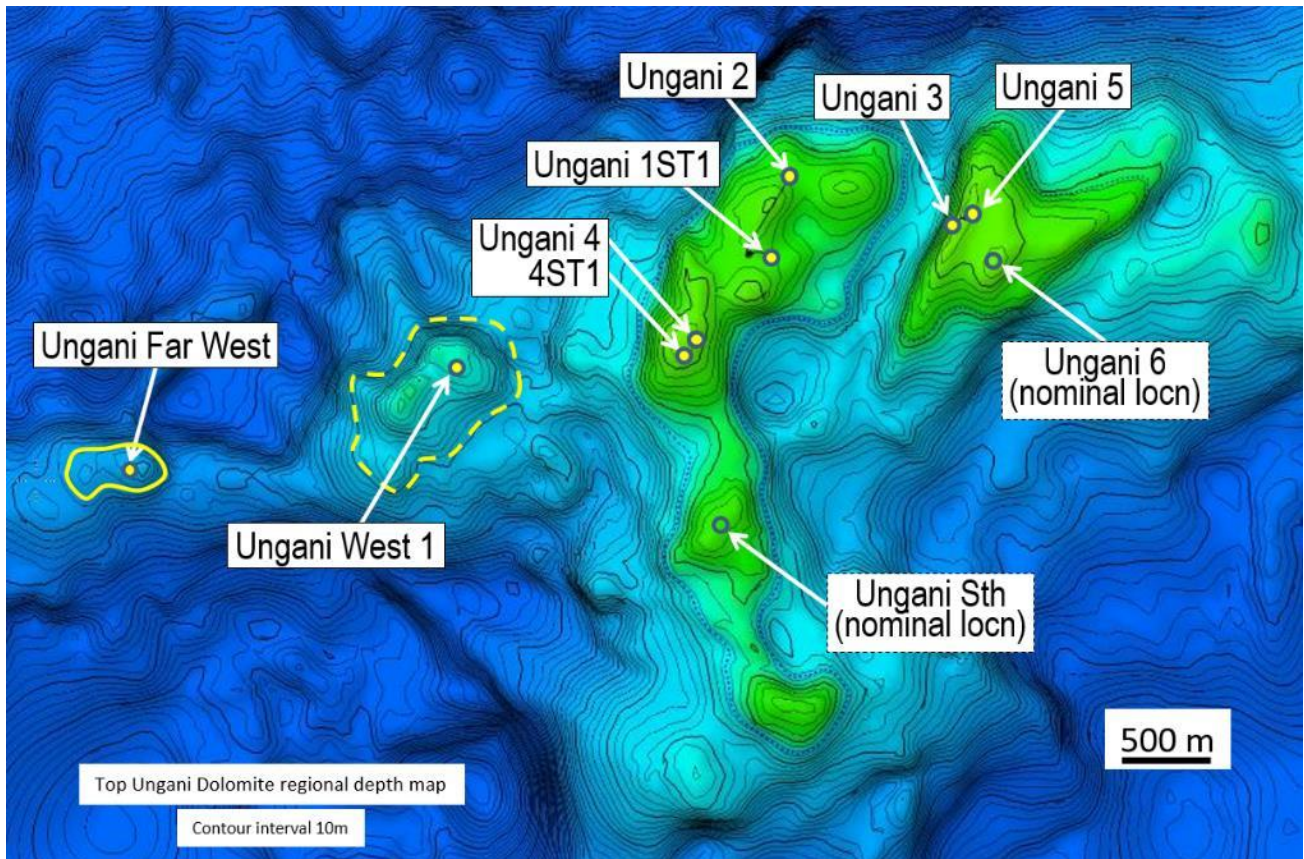 Ungani 2
Ungani 3
Ungani 5
Ungani 1ST1
Ungani 4
4ST1
Ungani Far West
Ungani 6
(nominal locn)
Ungani West 1
Ungani Sth
(nominal locn)
500 m
Top Ungani Dolomite regional depth map
Contour interval 10m